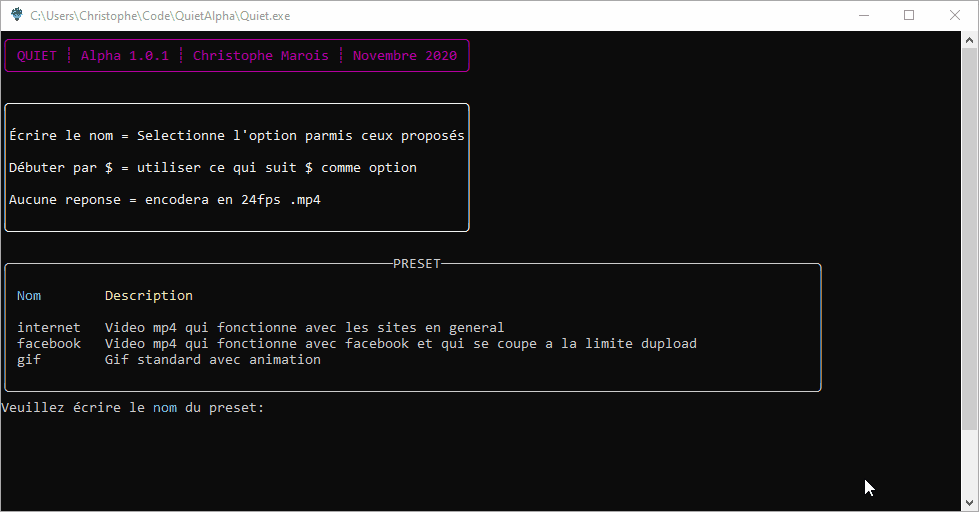 C:\Users\Christophe\Code\QuietAlpha\Quiet.exe
QUIET ┊ Alpha 1.0.1 ┊ Christophe Marois ┊ Novembre 2020
Écrire le nom = Selectionne l'option parmis ceux proposés
Débuter par $ = utiliser ce qui suit $ comme option
Aucune reponse = encodera en 24fps .mp4
PRESET
Nom Description
internet Video mp4 qui fonctionne avec les sites en general
facebook Video mp4 qui fonctionne avec facebook et qui se coupe a la limite dupload
gif Gif standard avec animation
Veuillez écrire le nom du preset: